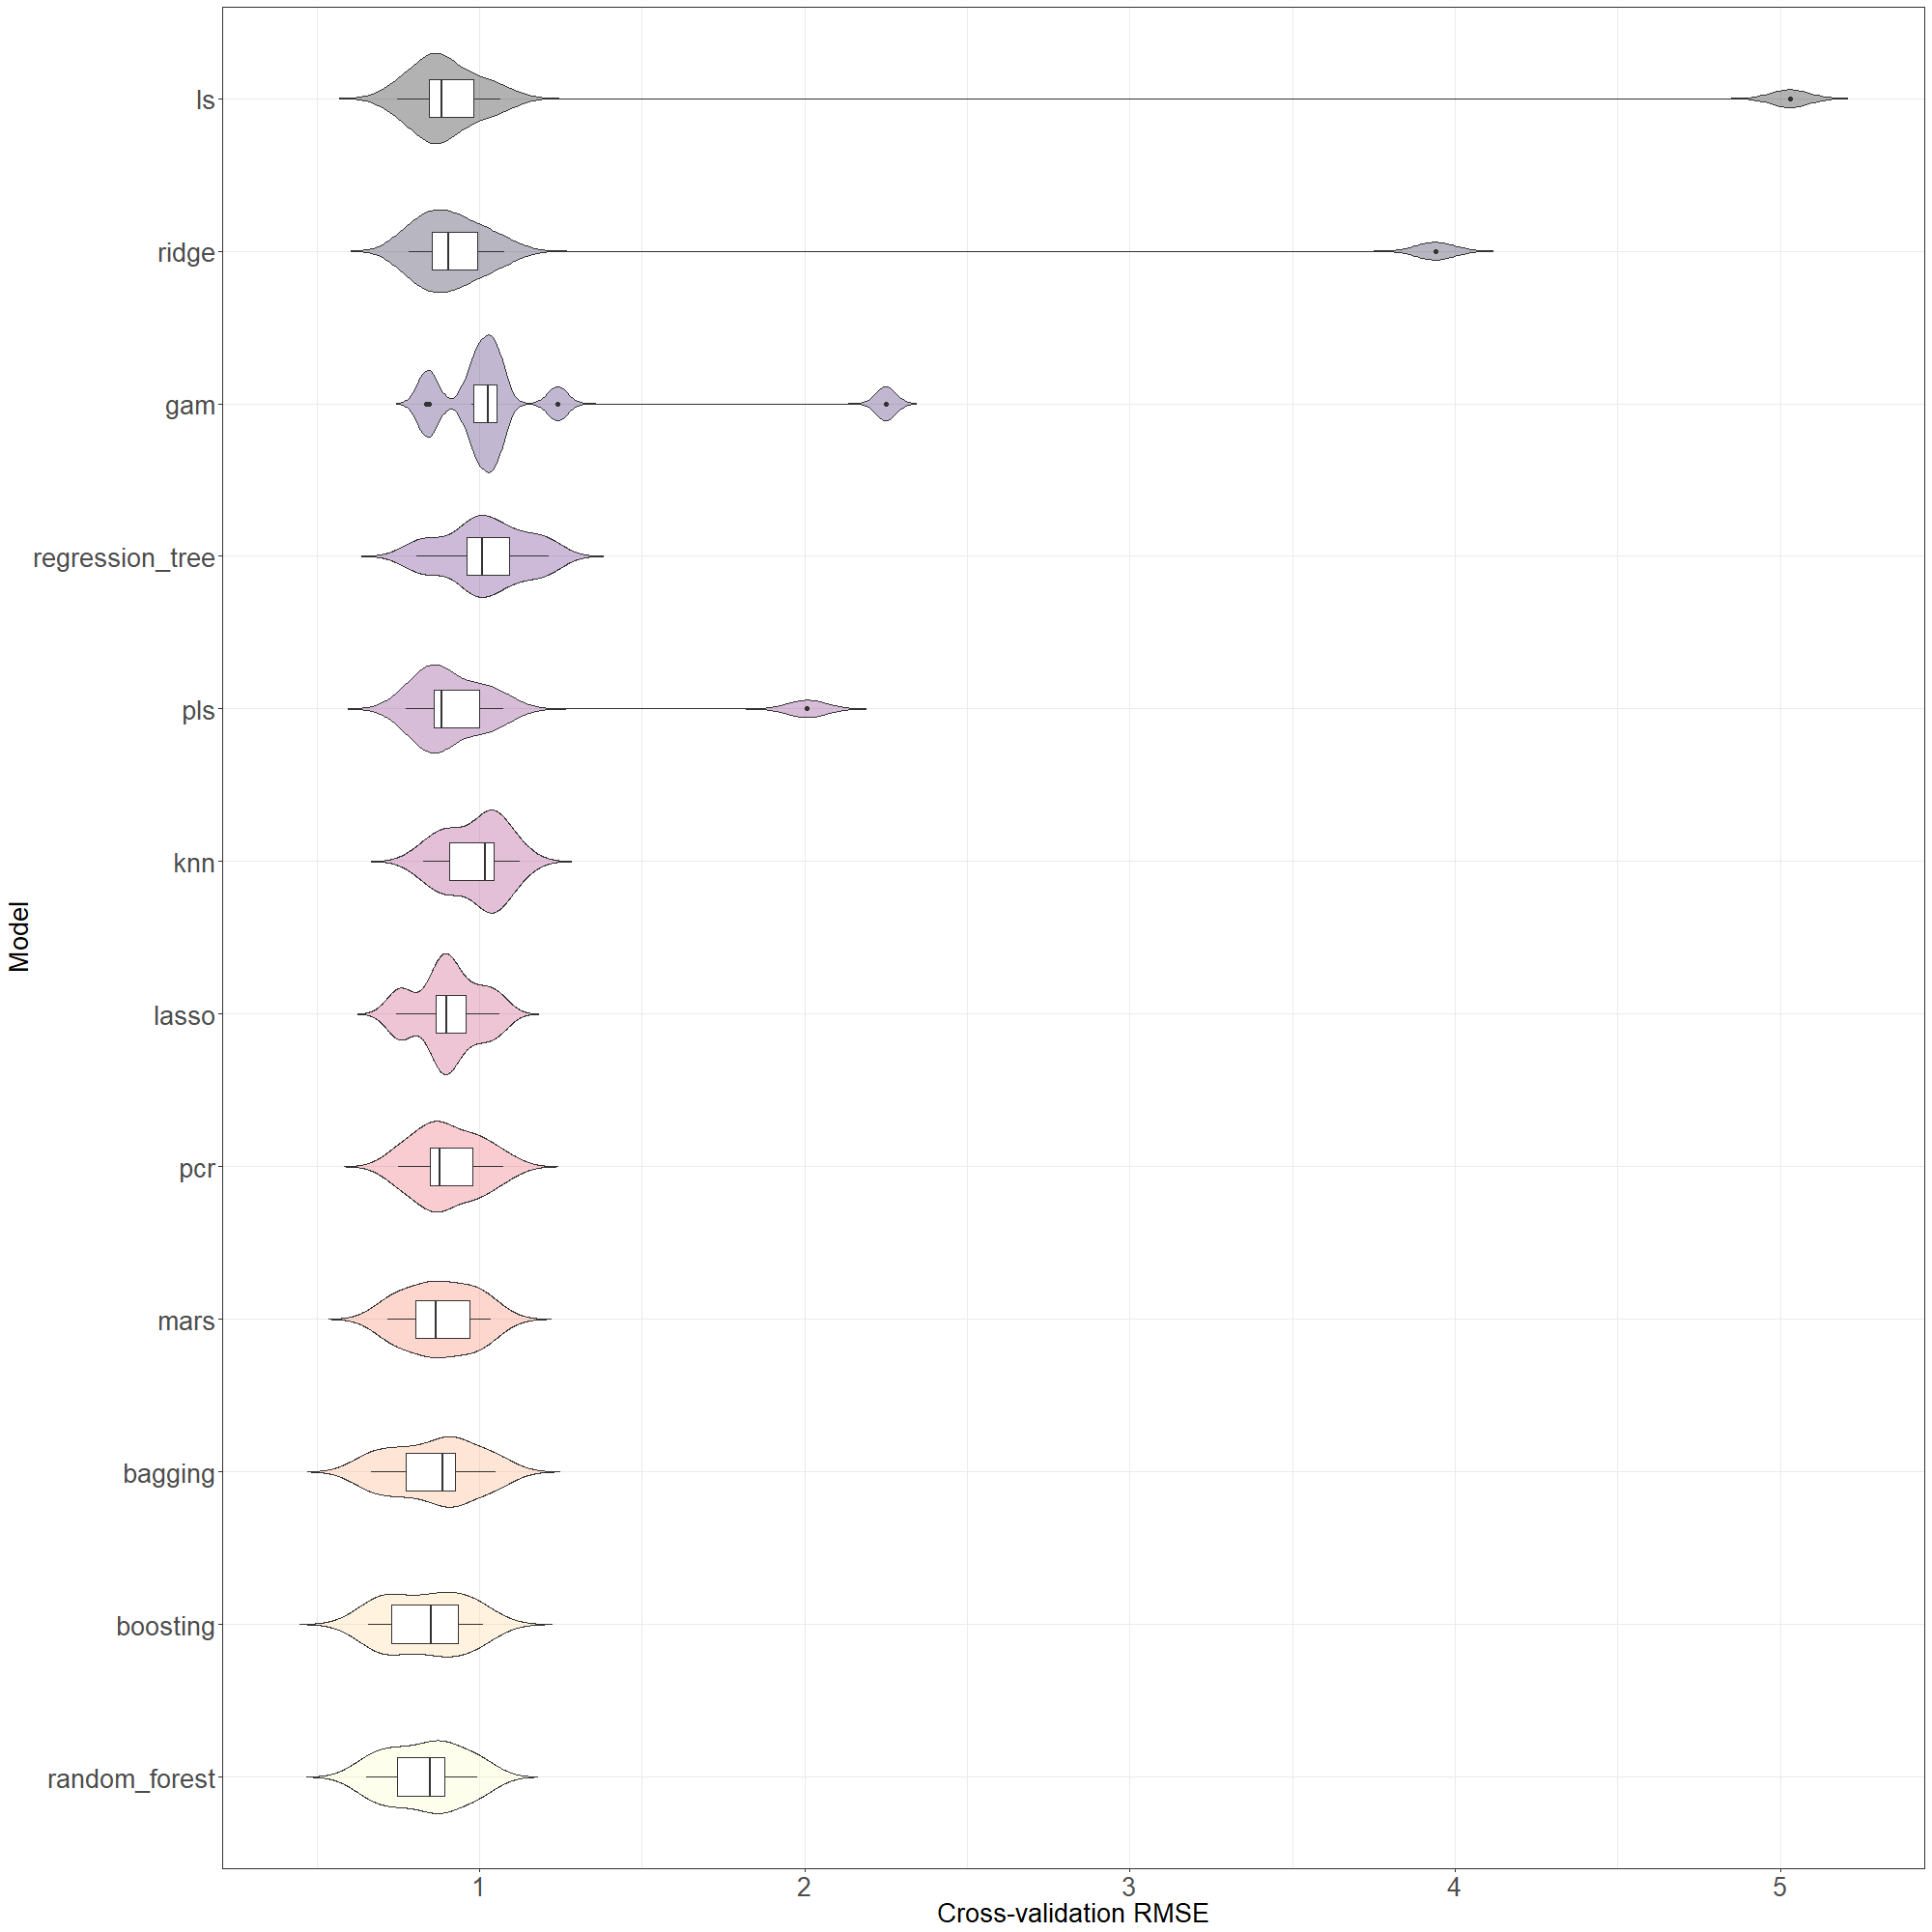 Model
ls
ridge
gam
regression_tree
pls
knn
lasso
pcr
mars
bagging
boosting
random_forest
1 2 3 4 5
Cross-validation RMSE